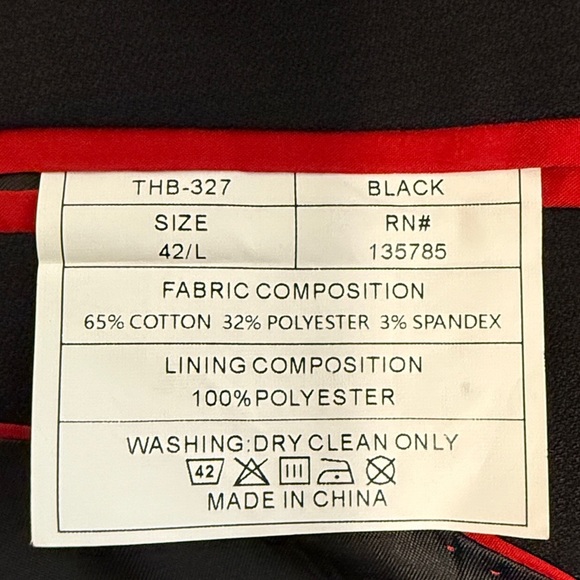 THB-327 BLACK
SIZE RN#
42/L 135785
FABRIC COMPOSITION
65% COTTON 32% POLYESTER 3% SPANDEX
LINING COMPOSITION
100%POLYESTER
WASHING:DRY CLEAN ONLY
42
MADE IN CHINA